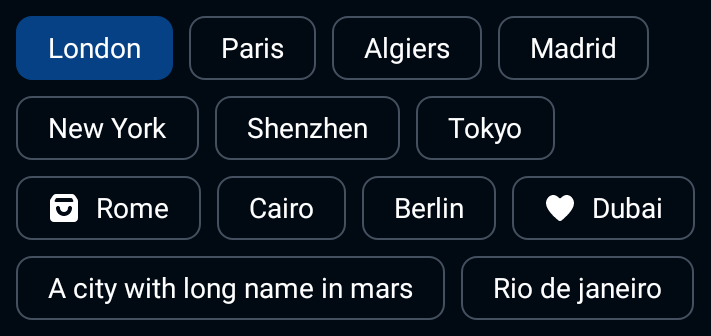 London Paris Algiers Madrid
New York Shenzhen Tokyo
Rome Cairo Berlin Dubai
A city with long name in mars Rio de janeiro